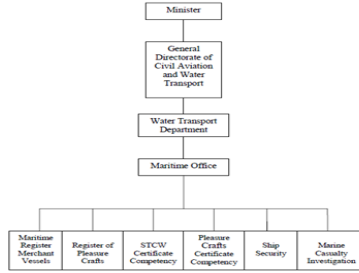 Minister
General
Directorate of
Civil Aviation
and Water
Transport
Water Transport
Department
Maritime Office
Maritime
Register
Merchant
Vessels
Register of
Pleasure
Crafts
STCW
Certificate
Competency
Pleasure
Crafts
Certificate
Competency
Ship
Security
Marine
Casualty
Investigation